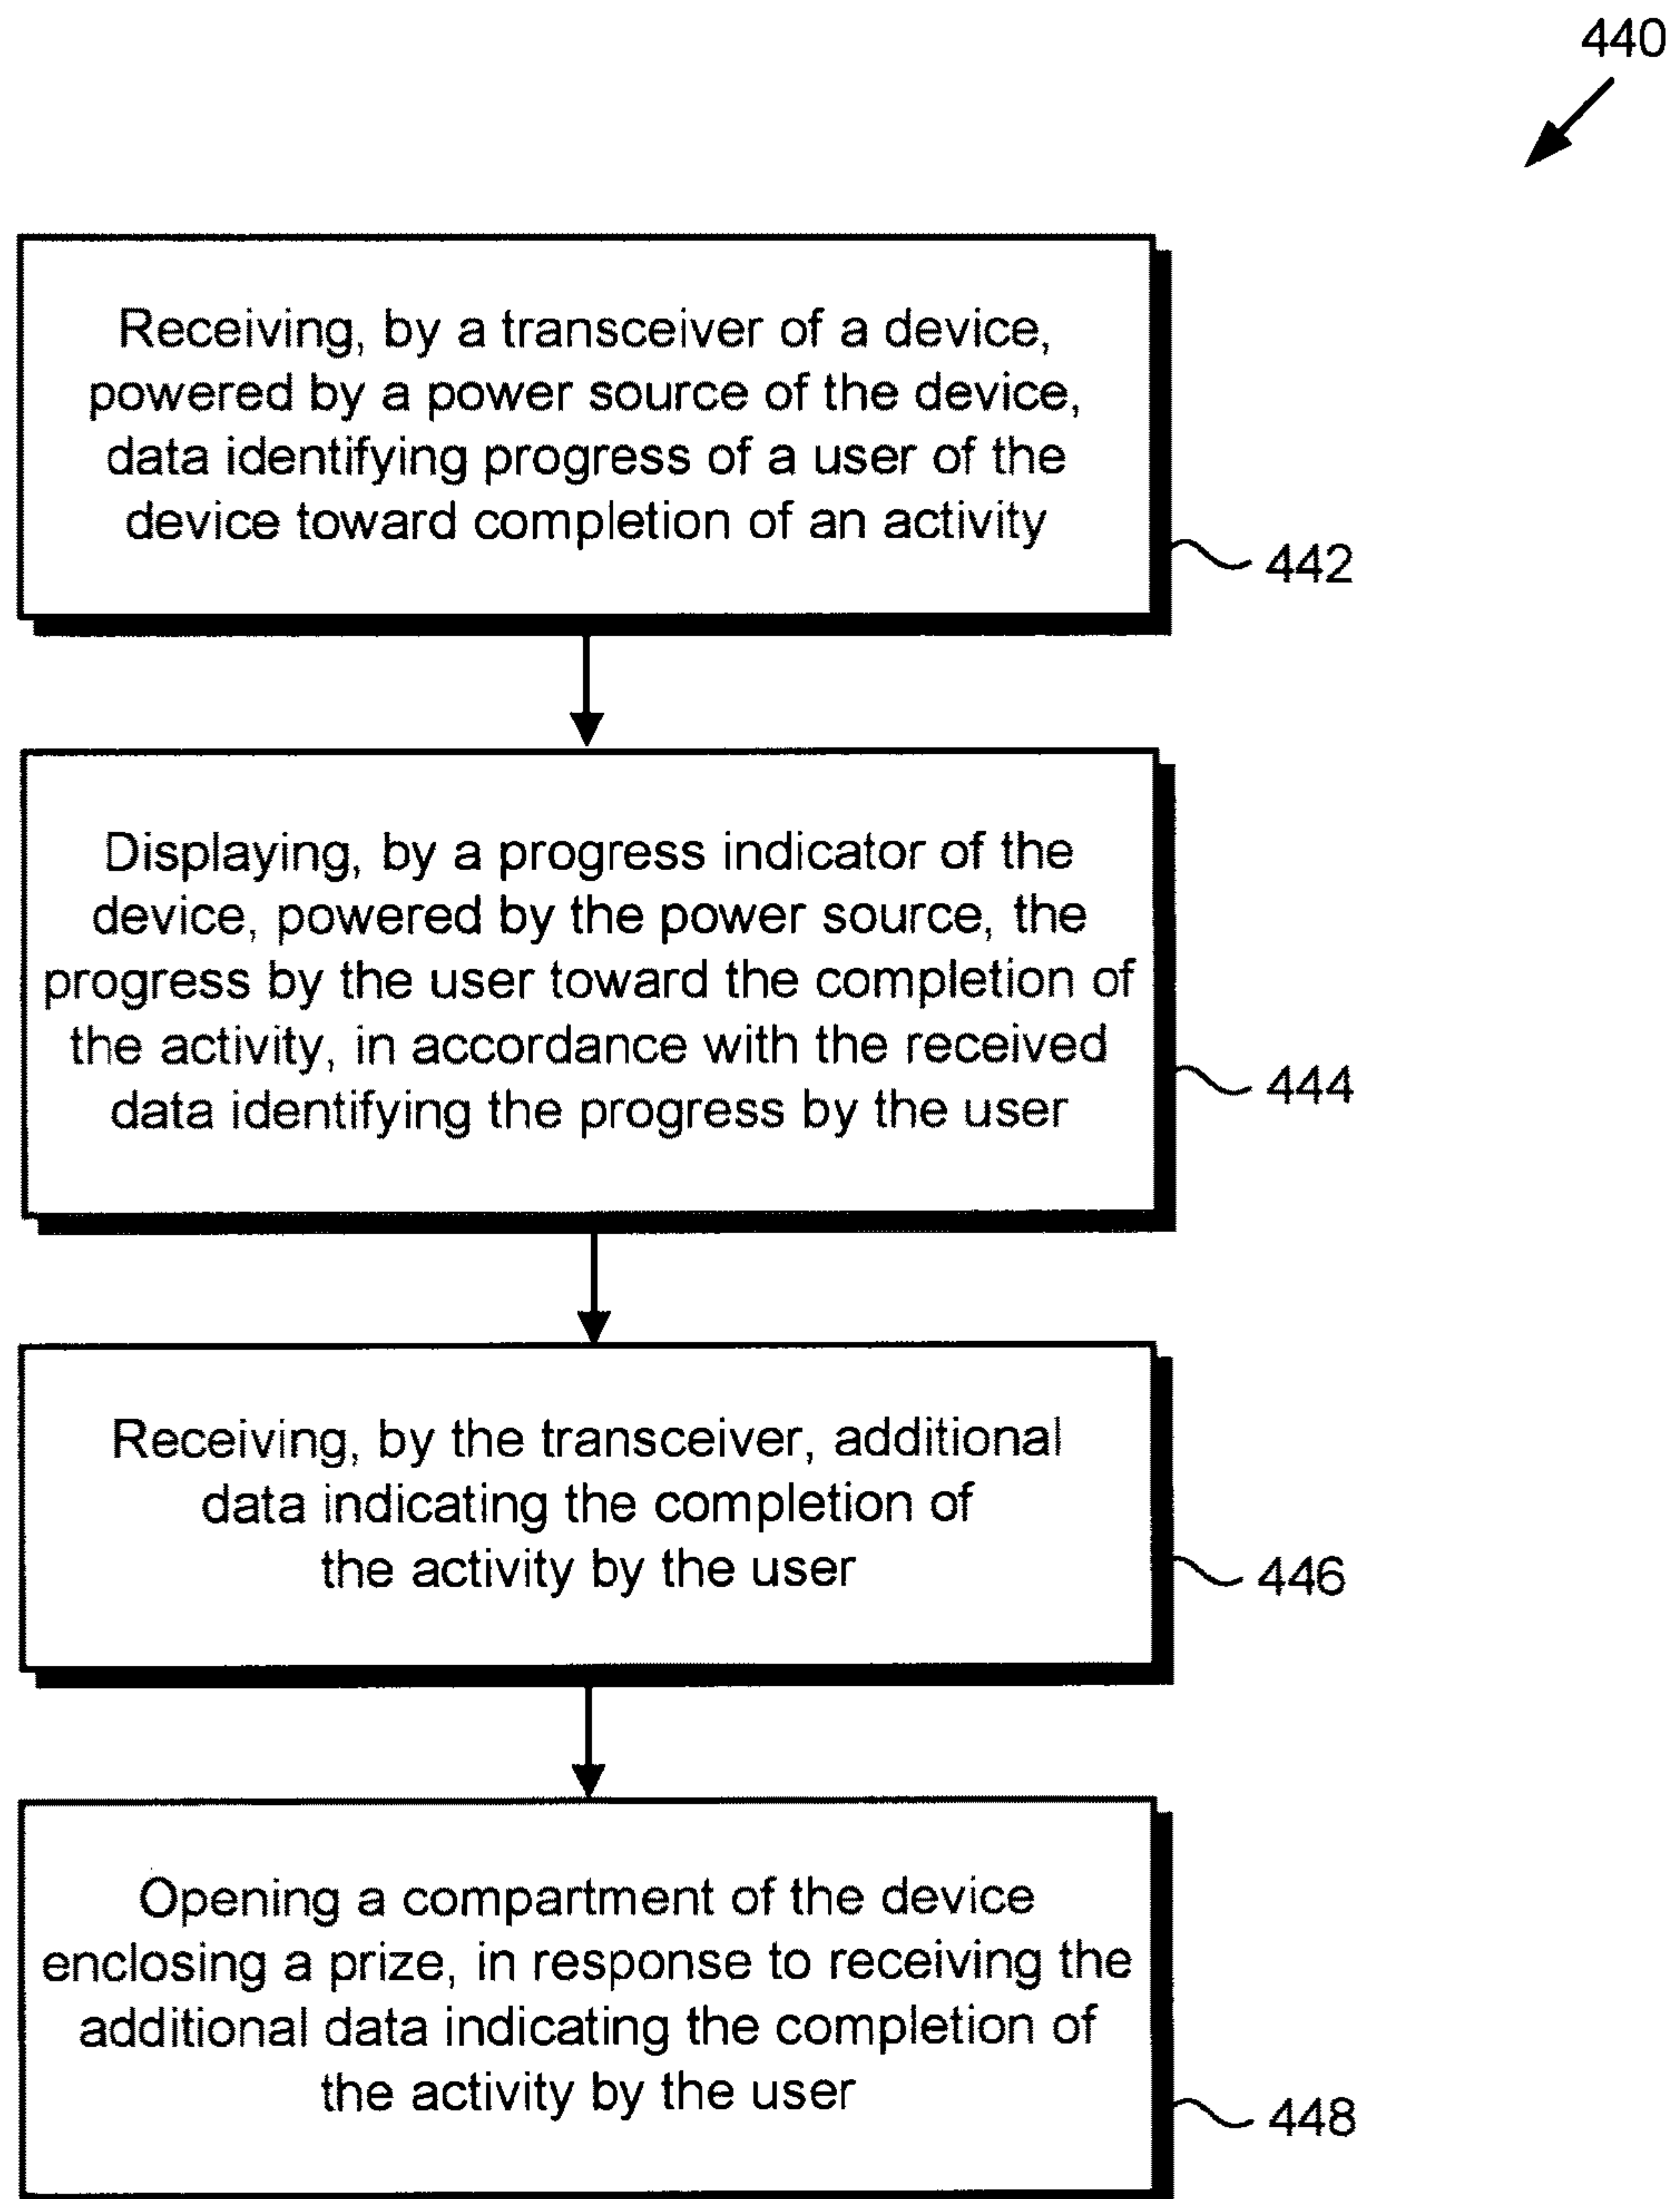 440
Receiving, by a transceiver of a device,
powered by a power source of the device,
data identifying progress of a user of the
device toward completion of an activity
442
Displaying, by a progress indicator of the
device, powered by the power source, the
progress by the user toward the completion of
the activity, in accordance with the received
data identifying the progress by the user
444
Receiving, by the transceiver, additional
data indicating the completion of
the activity by the user
446
Opening a compartment of the device
enclosing a prize, in response to receiving the
additional data indicating the completion of
the activity by the user
448